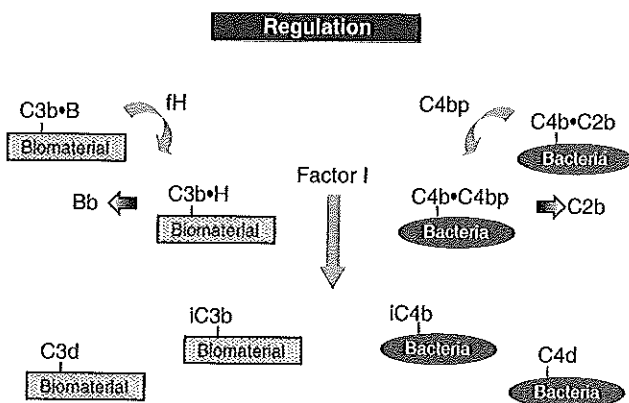 Regulation
C3b•B
Biomaterial
fH
C4bp
C4b•C2b
Bacteria
Bb
C3b•H
Biomaterial
Factor I
C4b•C4bp
Bacteria
C2b
iC3b
Biomaterial
iC4b
Bacteria
C3d
Biomaterial
C4d
Bacteria